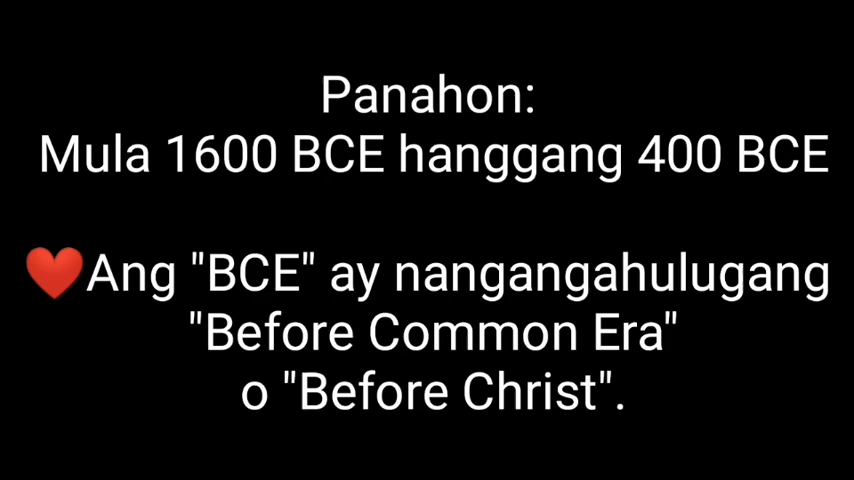 Panahon:
Mula 1600 BCE hanggang 400 BCE
❤️Ang "BCE" ay nangangahulugang
"Before Common Era"
o "Before Christ".